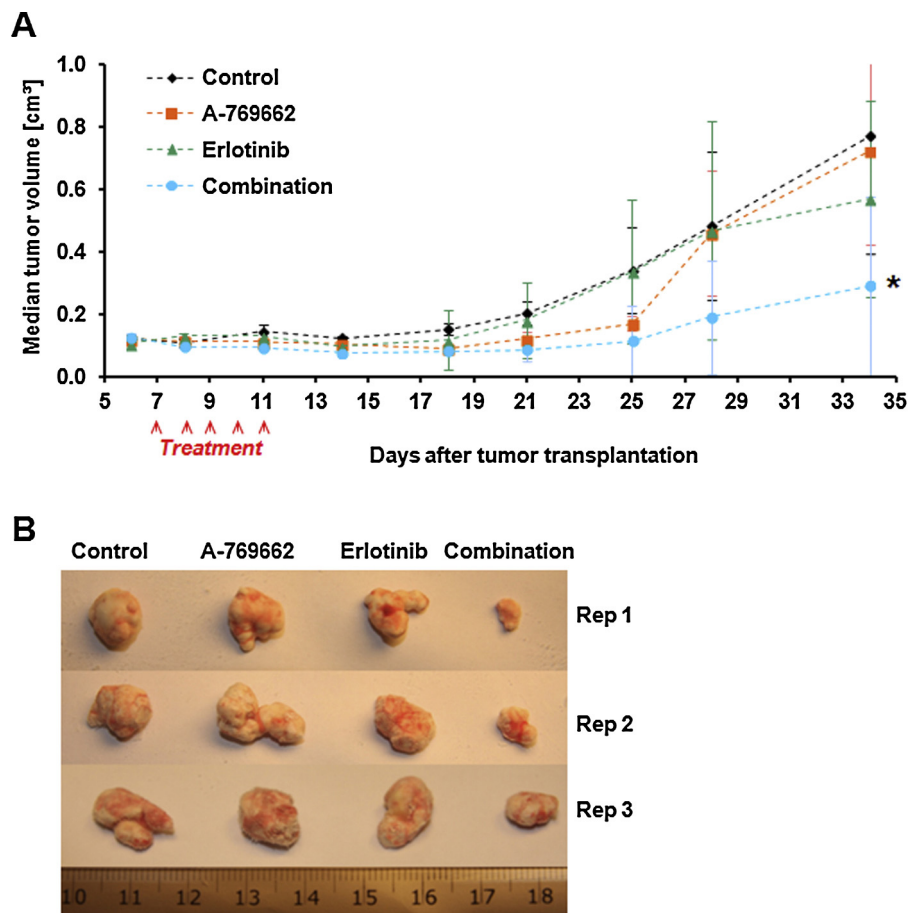 A
Median tumor volume [cm³]
1.0
0.8
0.6
0.4
0.2
0.0
Control
A-769662
Erlotinib
Combination
*
5 7 9 11 13 15 17 19 21 23 25 27 29 31 33 35
Treatment
Days after tumor transplantation
B
Control A-769662 Erlotinib Combination
Rep 1
Rep 2
Rep 3
10 11 12 13 14 15 16 17 18